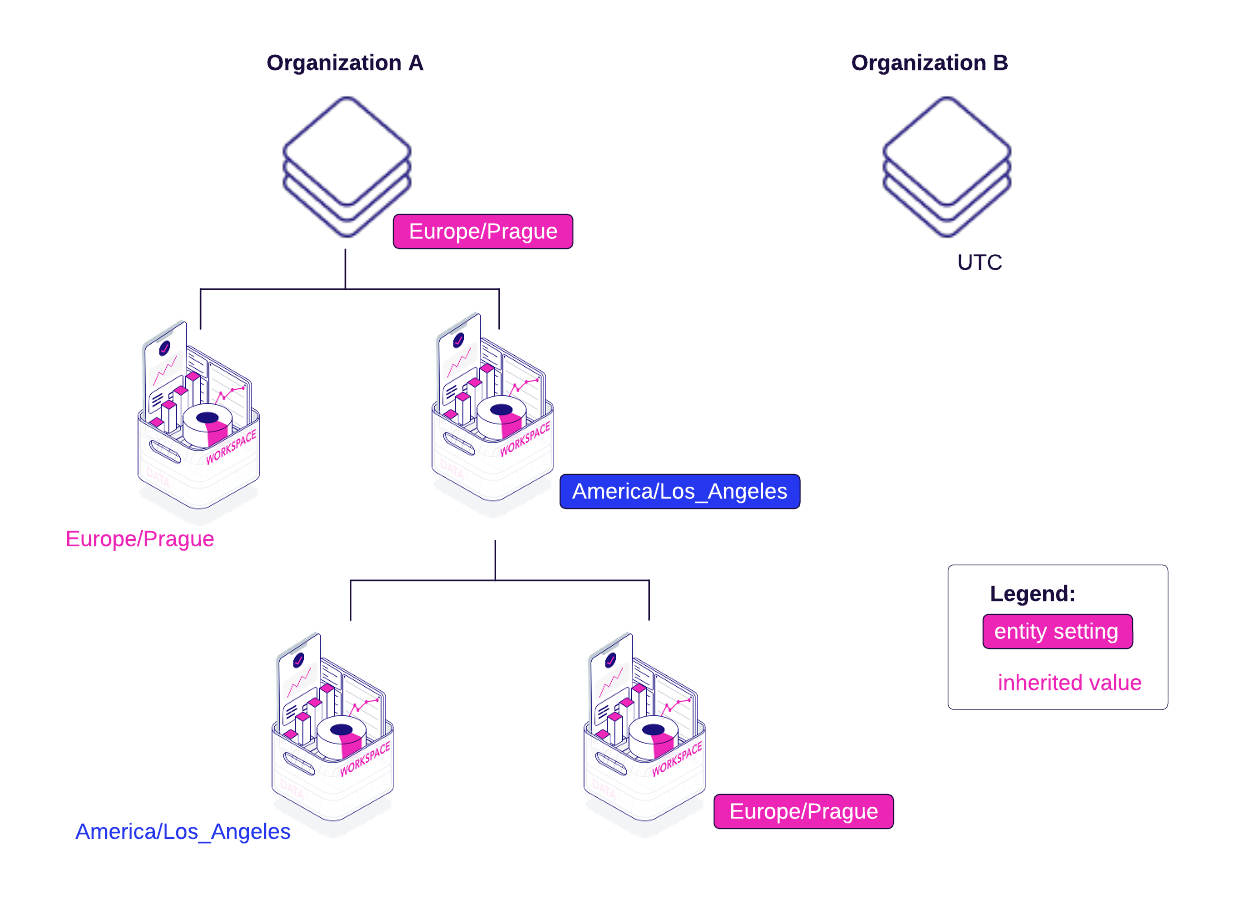 Organization A
Organization B
Europe/Prague
UTC
WORKSPACE
DATA
WORKSPACE
DATA
America/Los_Angeles
Europe/Prague
Legend:
entity setting
inherited value
WORKSPACE
DATA
WORKSPACE
DATA
Europe/Prague
America/Los_Angeles